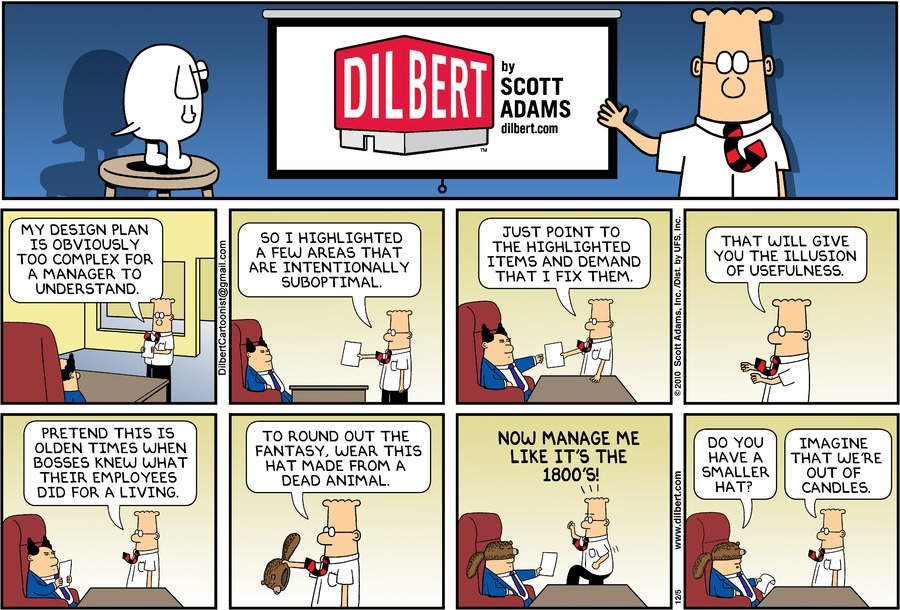 DILBERT
TM
by
SCOTT
ADAMS
dilbert.com
MY DESIGN PLAN
IS OBVIOUSLY
TOO COMPLEX FOR
A MANAGER TO
UNDERSTAND.
DilbertCartoonist@gmail.com
SO I HIGHLIGHTED
A FEW AREAS THAT
ARE INTENTIONALLY
SUBOPTIMAL.
JUST POINT TO
THE HIGHLIGHTED
ITEMS AND DEMAND
THAT I FIX THEM.
©2010 Scott Adams, Inc. /Dist. by UFS, Inc.
THAT WILL GIVE
YOU THE ILLUSION
OF USEFULNESS.
PRETEND THIS IS
OLDEN TIMES WHEN
BOSSES KNEW WHAT
THEIR EMPLOYEES
DID FOR A LIVING.
TO ROUND OUT THE
FANTASY, WEAR THIS
HAT MADE FROM A
DEAD ANIMAL.
NOW MANAGE ME
LIKE IT'S THE
1800'S!
12/5 www.dilbert.com
DO YOU
HAVE A
SMALLER
HAT?
IMAGINE
THAT WE'RE
OUT OF
CANDLES.